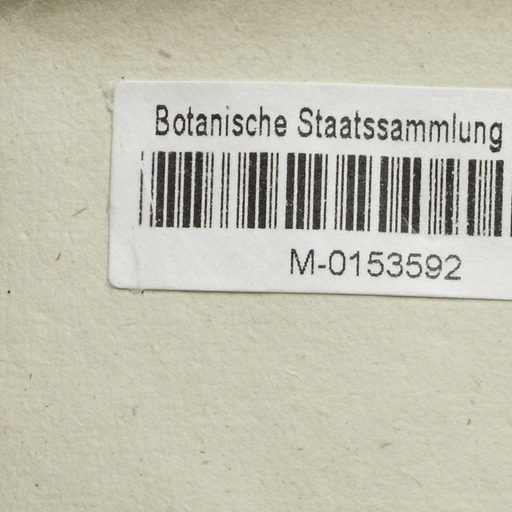 Botanische Staatssammlung
M-0153592